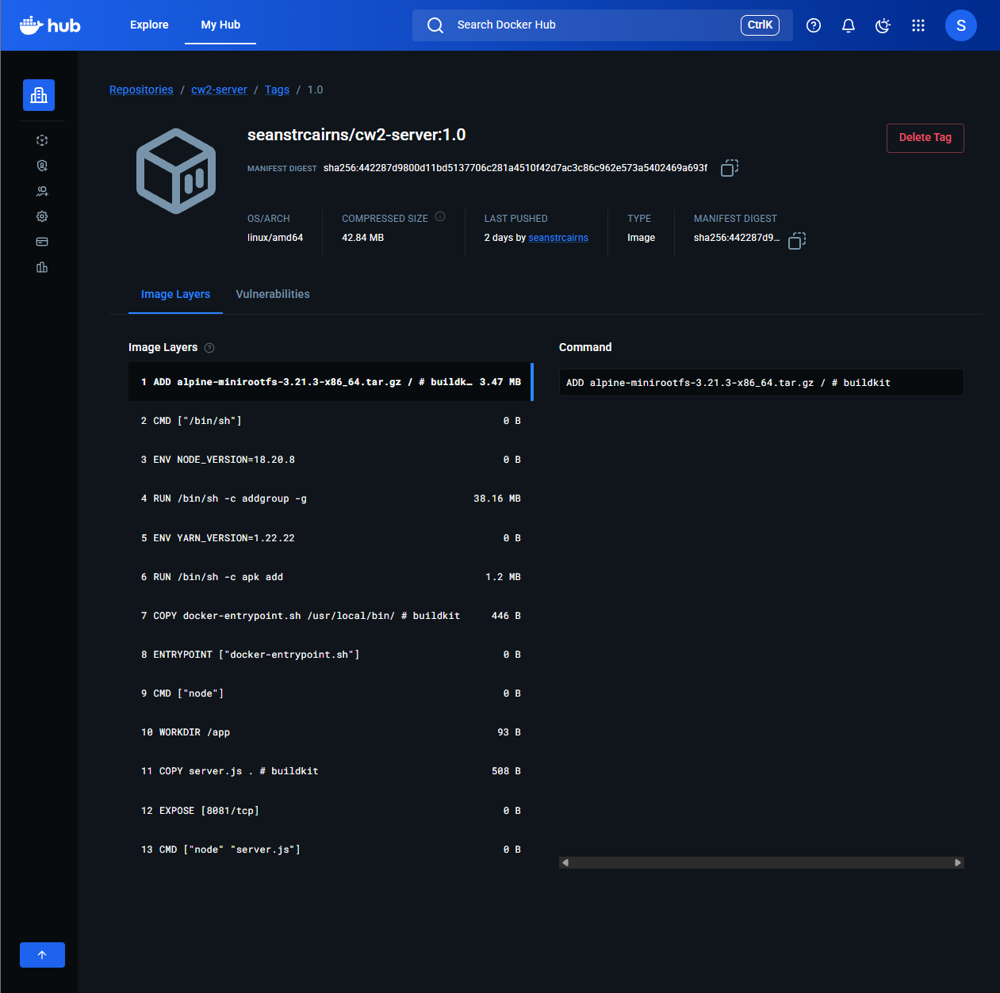 hub
Explore
My Hub
Search Docker Hub
CtrlK
S
Repositories / cw2-server / Tags / 1.0
seanstrcairns/cw2-server:1.0
Delete Tag
MANIFEST DIGEST sha256:442287d9800d11bd5137706c281a4510f42d7ac3c86c962e573a5402469a693f
OS/ARCH
linux/amd64
COMPRESSED SIZE
42.84 MB
LAST PUSHED
2 days by seanstrcairns
TYPE
Image
MANIFEST DIGEST
sha256:442287d9...
Image Layers
Vulnerabilities
Image Layers
1 ADD alpine-minirootfs-3.21.3-x86_64.tar.gz / # buildk… 3.47 MB
2 CMD ["/bin/sh"] 0 B
3 ENV NODE_VERSION=18.20.8 0 B
4 RUN /bin/sh -c addgroup -g 38.16 MB
5 ENV YARN_VERSION=1.22.22 0 B
6 RUN /bin/sh -c apk add 1.2 MB
7 COPY docker-entrypoint.sh /usr/local/bin/ # buildkit 446 B
8 ENTRYPOINT ["docker-entrypoint.sh"] 0 B
9 CMD ["node"] 0 B
10 WORKDIR /app 93 B
11 COPY server.js . # buildkit 508 B
12 EXPOSE [8081/tcp] 0 B
13 CMD ["node" "server.js"] 0 B
Command
ADD alpine-minirootfs-3.21.3-x86_64.tar.gz / # buildkit